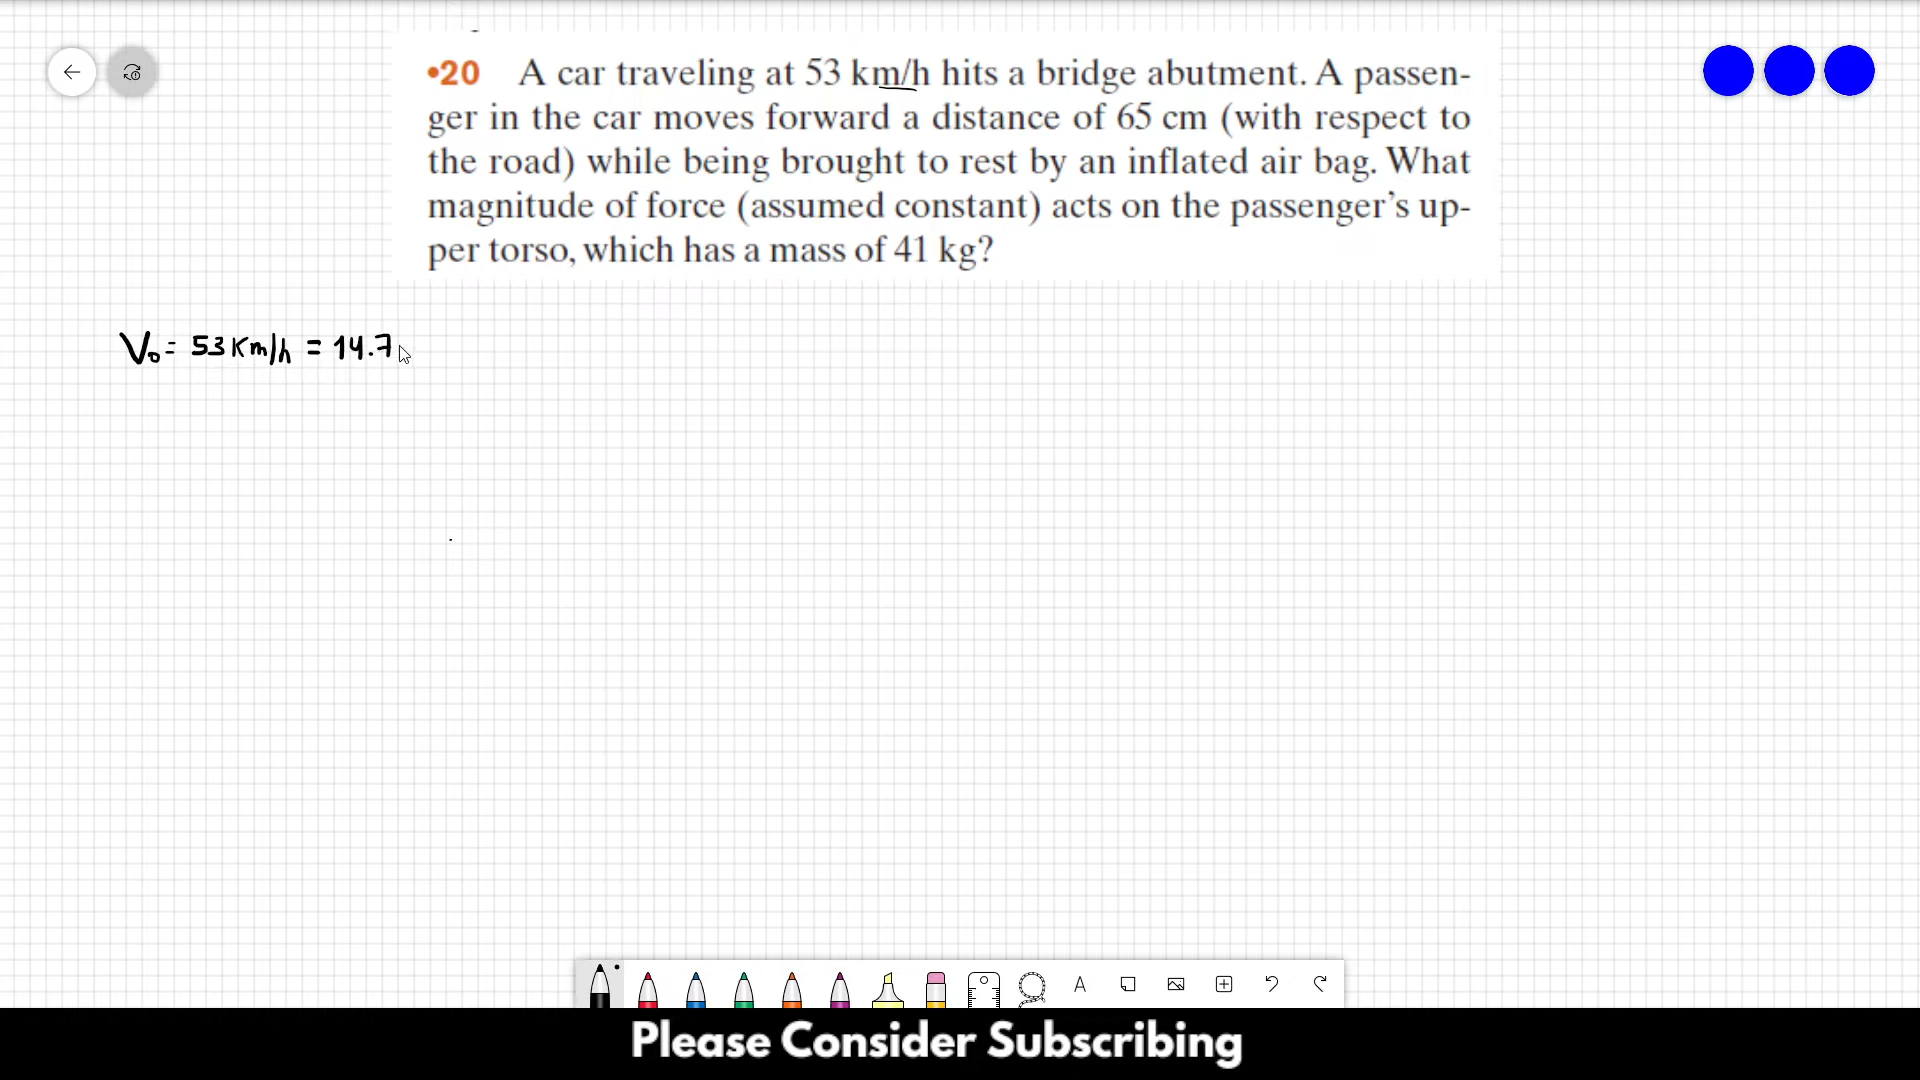 •20 A car traveling at 53 km/h hits a bridge abutment. A passen-
ger in the car moves forward a distance of 65 cm (with respect to
the road) while being brought to rest by an inflated air bag. What
magnitude of force (assumed constant) acts on the passenger’s up-
per torso, which has a mass of 41 kg?
V₀ = 53 Km/h = 14.7
A
Please Consider Subscribing